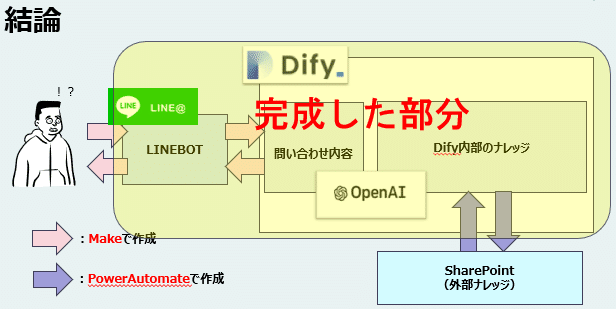 結論
Dify
！？
LINE LINE@
完成した部分
LINEBOT
問い合わせ内容
Dify内部のナレッジ
OpenAI
：Makeで作成
：PowerAutomateで作成
SharePoint
（外部ナレッジ）